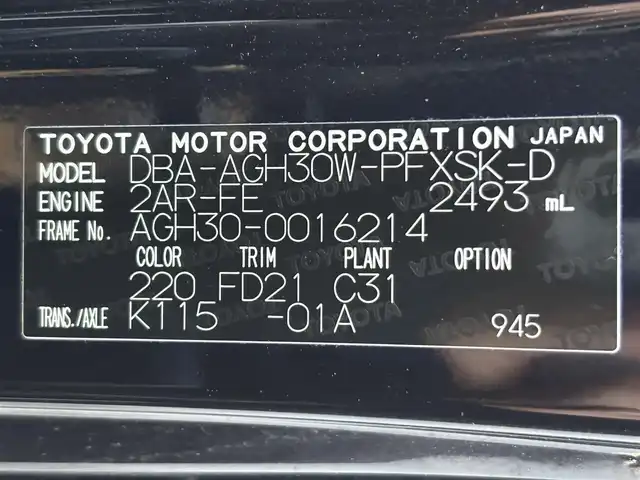 TOYOTA MOTOR CORPORATION JAPAN
MODEL DBA-AGH30W-PFXSK-D
ENGINE 2AR-FE 2493 mL
FRAME No. AGH30-0016214
COLOR TRIM PLANT OPTION
220 FD21 C31
TRANS./AXLE K115 -01A 945